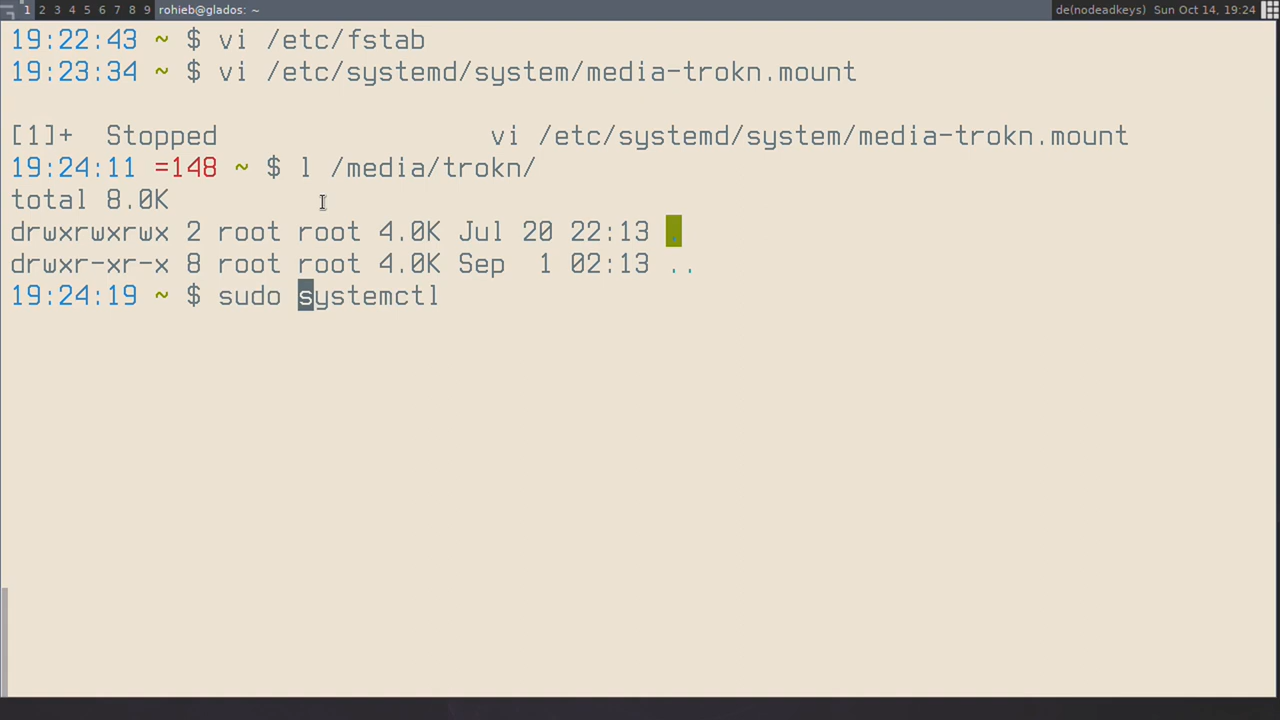 1 2 3 4 5 6 7 8 9 rohieb@glados: ~ de(nodeadkeys) Sun Oct 14, 19:24
19:22:43 ~ $ vi /etc/fstab
19:23:34 ~ $ vi /etc/systemd/system/media-trokn.mount
[1]+  Stopped                 vi /etc/systemd/system/media-trokn.mount
19:24:11 =148 ~ $ l /media/trokn/
total 8.0K
drwxrwxrwx 2 root root 4.0K Jul 20 22:13 .
drwxr-xr-x 8 root root 4.0K Sep  1 02:13 ..
19:24:19 ~ $ sudo systemctl